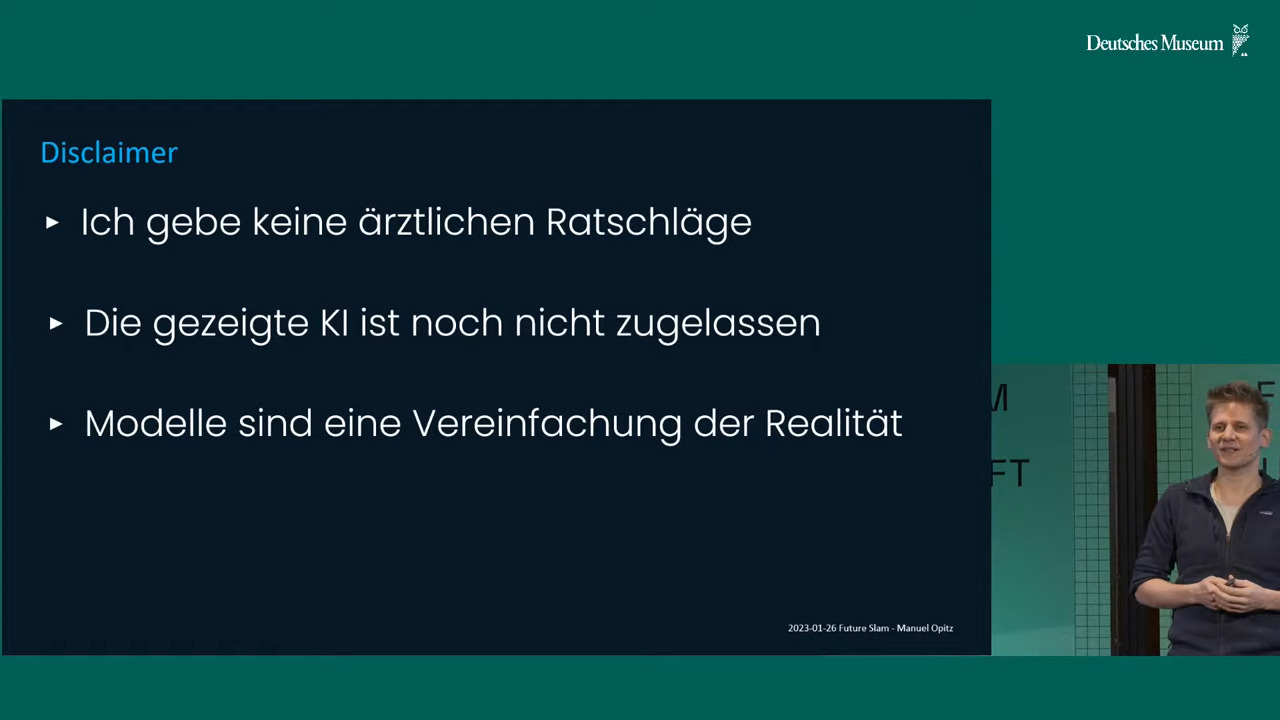 Deutsches Museum
Disclaimer
▸ Ich gebe keine ärztlichen Ratschläge
▸ Die gezeigte KI ist noch nicht zugelassen
▸ Modelle sind eine Vereinfachung der Realität
2023-01-26 Future Slam - Manuel Opitz
M
FT